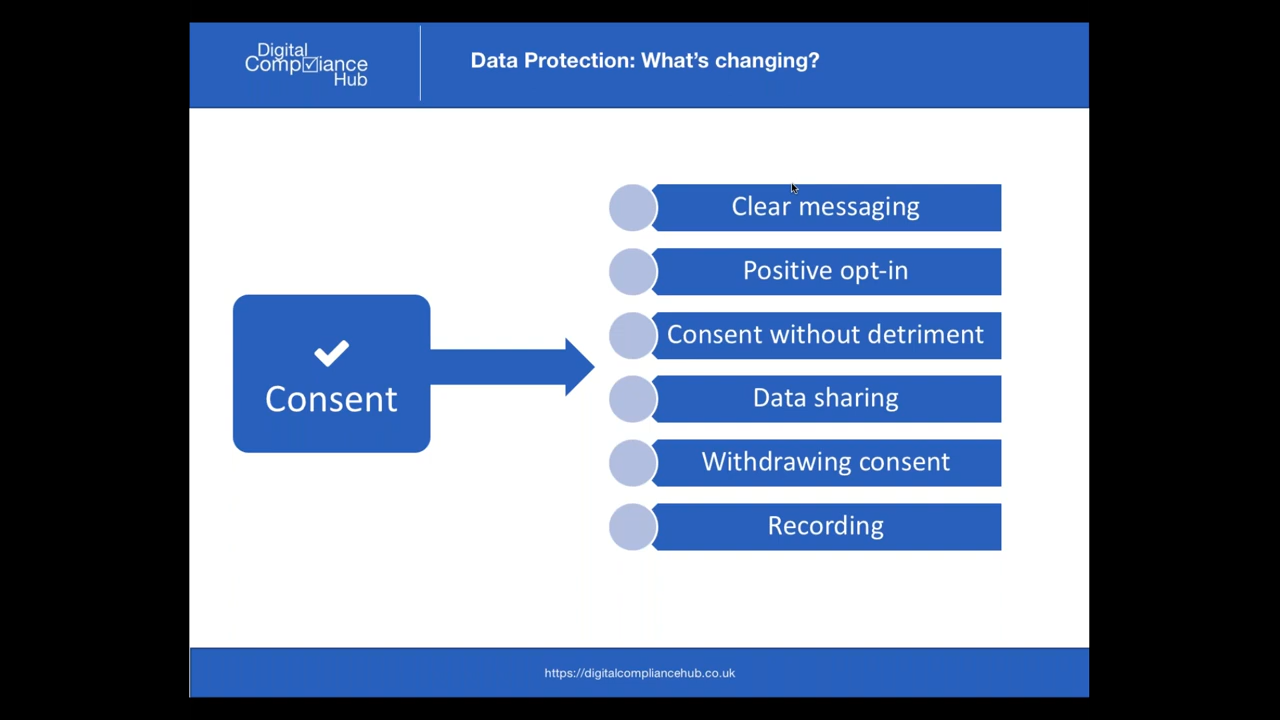 Digital
Compliance
Hub
Data Protection: What's changing?
Consent
Clear messaging
Positive opt-in
Consent without detriment
Data sharing
Withdrawing consent
Recording
https://digitalcompliancehub.co.uk